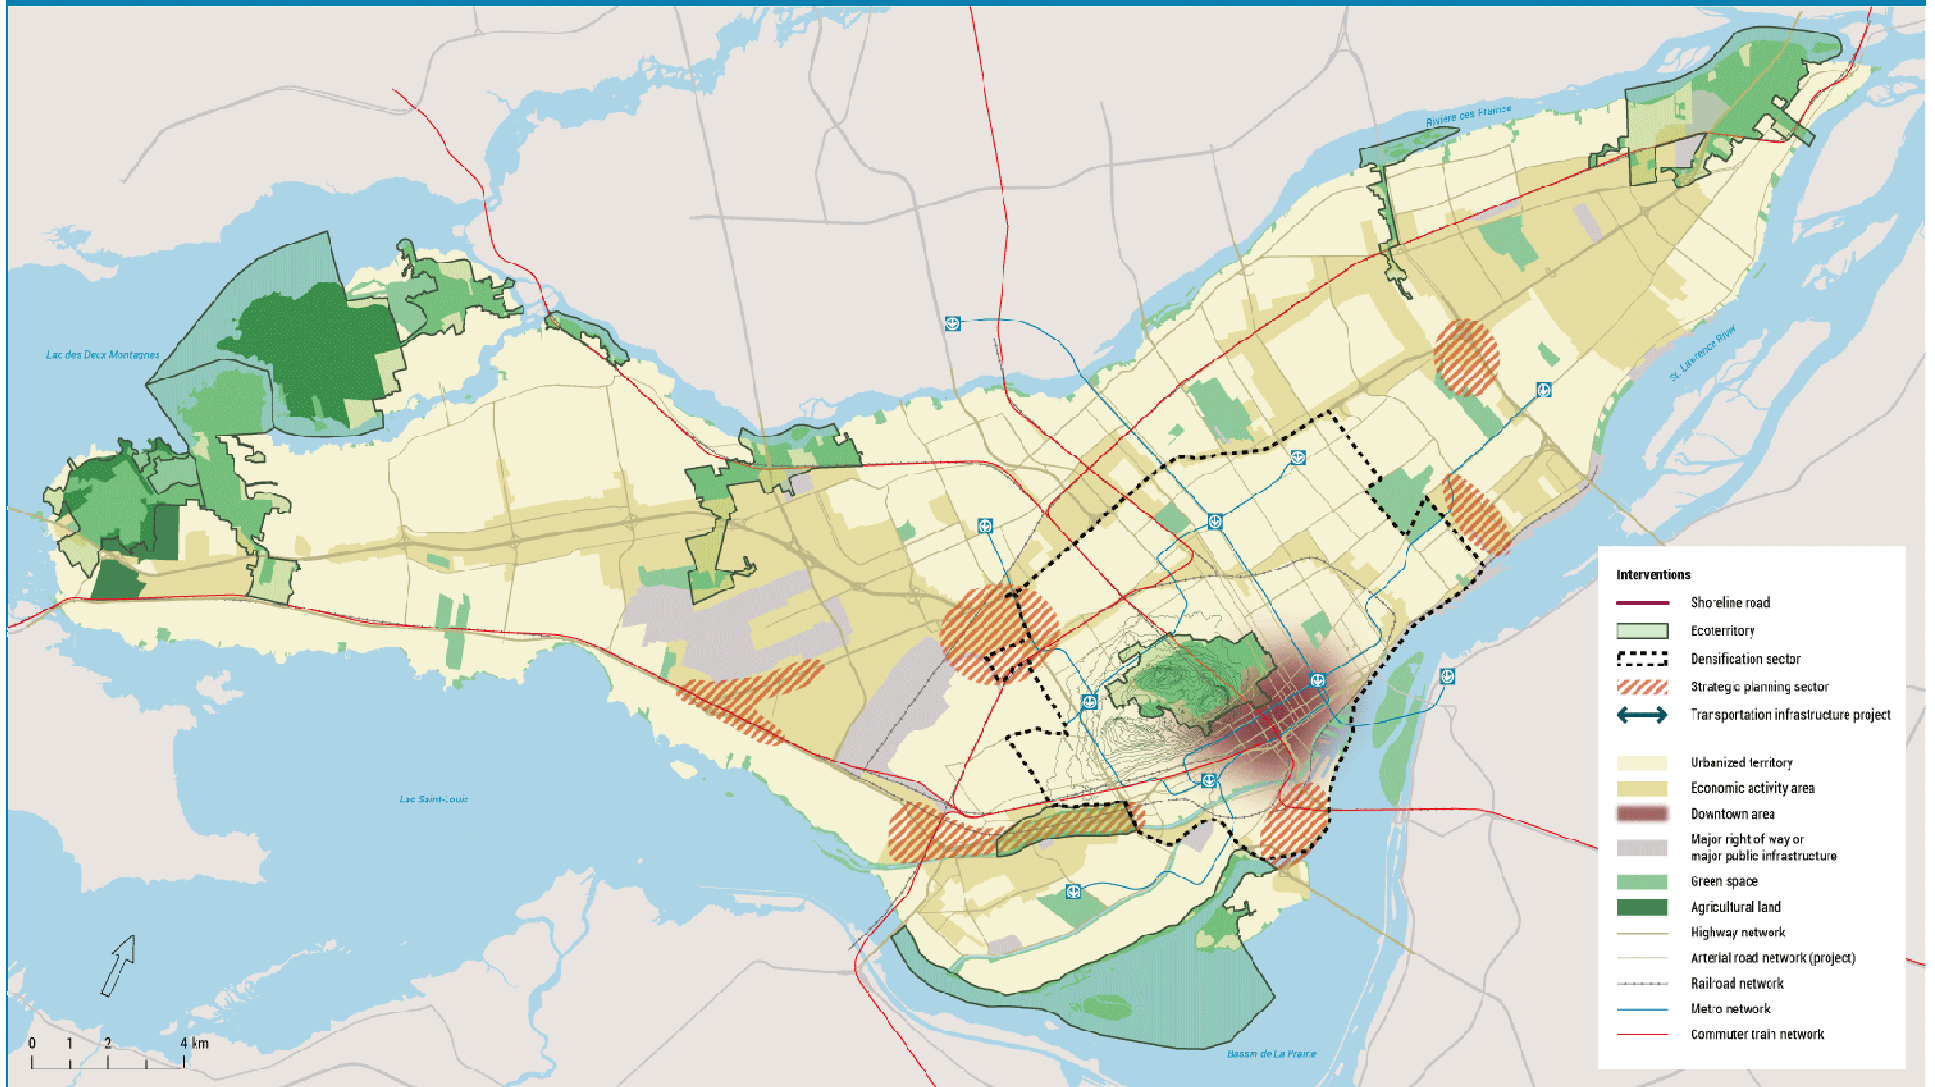 Rivière des Prairies
Lac des Deux Montagnes
St. Lawrence River
Lac Saint-Louis
Bassin de La Prairie
0 1 2 4 km
Interventions
Shoreline road
Ecoterritory
Densification sector
Strategic planning sector
Transportation infrastructure project
Urbanized territory
Economic activity area
Downtown area
Major right of way or
major public infrastructure
Green space
Agricultural land
Highway network
Arterial road network (project)
Railroad network
Metro network
Commuter train network